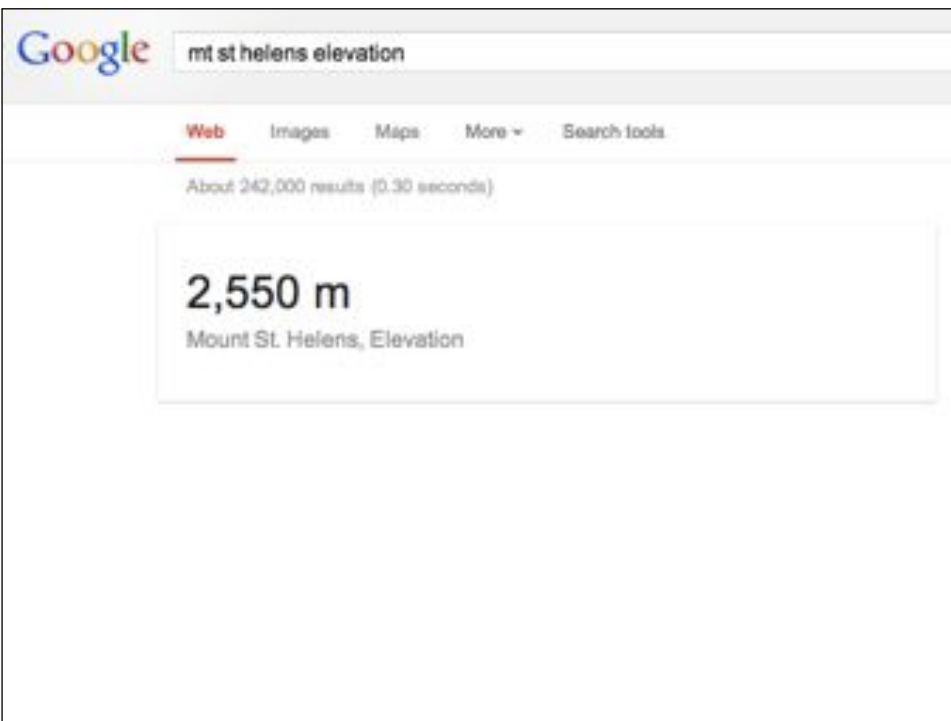 Google mt st helens elevation
Web Images Maps More Search tools
About 242,000 results (0.30 seconds)
2,550 m
Mount St. Helens, Elevation